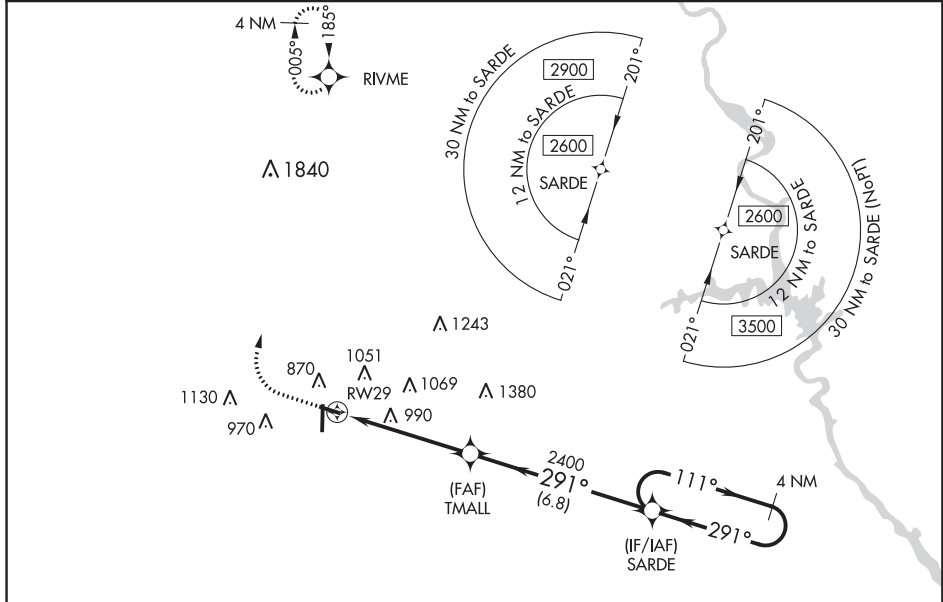 4 NM
185°
005°
RIVME
1840
30 NM to SARDE
2900
201°
12 NM to SARDE
2600
SARDE
021°
201°
30 NM to SARDE (NoPT)
2600
SARDE
12 NM to SARDE
3500
021°
1243
1051
870
1069
1380
RW29
1130
990
970
2400
291°
(6.8)
(FAF)
TMALL
111°
4 NM
291°
(IF/IAF)
SARDE